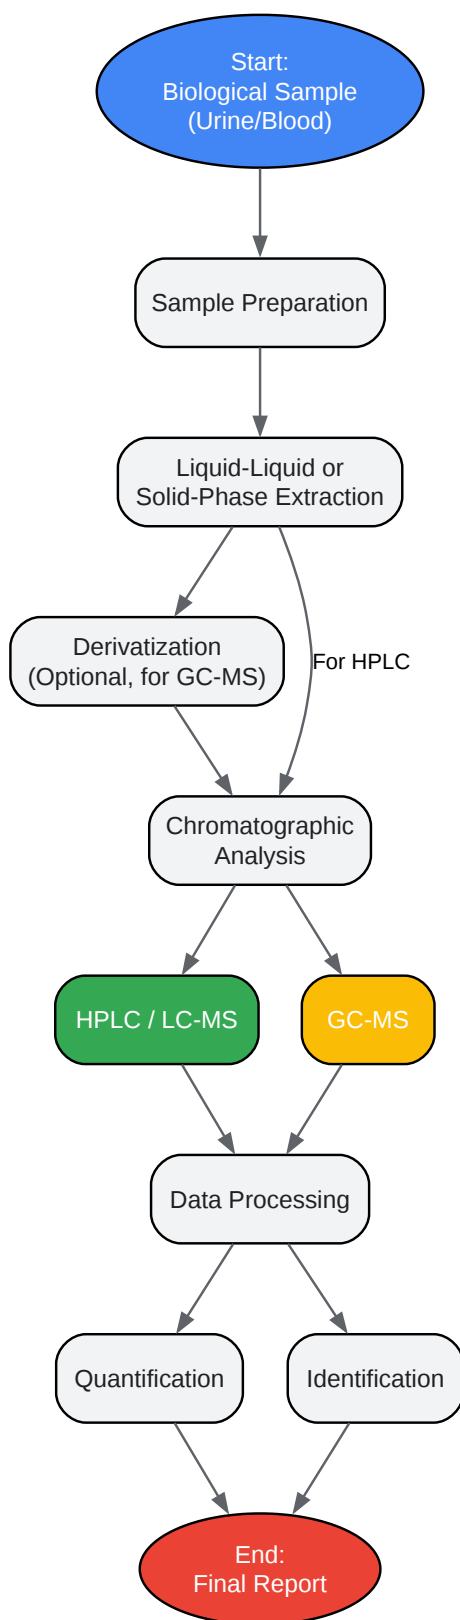 Start:
Biological Sample
(Urine/Blood)
Sample Preparation
Liquid-Liquid or
Solid-Phase Extraction
Derivatization
(Optional, for GC-MS)
For HPLC
Chromatographic
Analysis
HPLC / LC-MS
GC-MS
Data Processing
Quantification
Identification
End:
Final Report